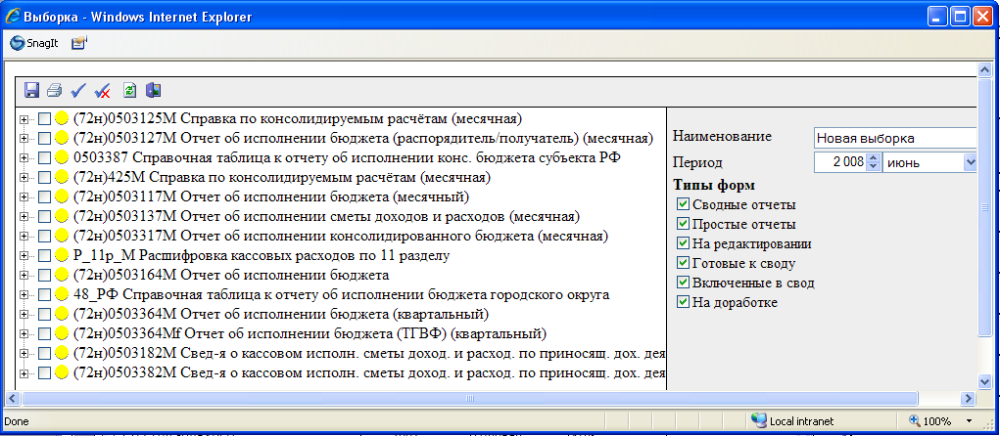 Выборка - Windows Internet Explorer
SnagIt
(72н)0503125М Справка по консолидируемым расчётам (месячная)
(72н)0503127М Отчет об исполнении бюджета (распорядитель/получатель) (месячная)
0503387 Справочная таблица к отчету об исполнении конс. бюджета субъекта РФ
(72н)425М Справка по консолидируемым расчётам (месячная)
(72н)0503117М Отчет об исполнении бюджета (месячный)
(72н)0503137М Отчет об исполнении сметы доходов и расходов (месячная)
(72н)0503317М Отчет об исполнении консолидированного бюджета (месячная)
Р_11р_М Расшифровка кассовых расходов по 11 разделу
(72н)0503164М Отчет об исполнении бюджета
48_РФ Справочная таблица к отчету об исполнении бюджета городского округа
(72н)0503364М Отчет об исполнении бюджета (квартальный)
(72н)0503364Mf Отчет об исполнении бюджета (ТГВФ) (квартальный)
(72н)0503182М Свед-я о кассовом исполн. сметы доход. и расход. по приносящ. дох. дея
(72н)0503382М Свед-я о кассовом исполн. сметы доход. и расход. по приносящ. дох. дея
Наименование Новая выборка
Период 2 008 июнь
Типы форм
Сводные отчеты
Простые отчеты
На редактировании
Готовые к своду
Включенные в свод
На доработке
Done Local intranet 100%